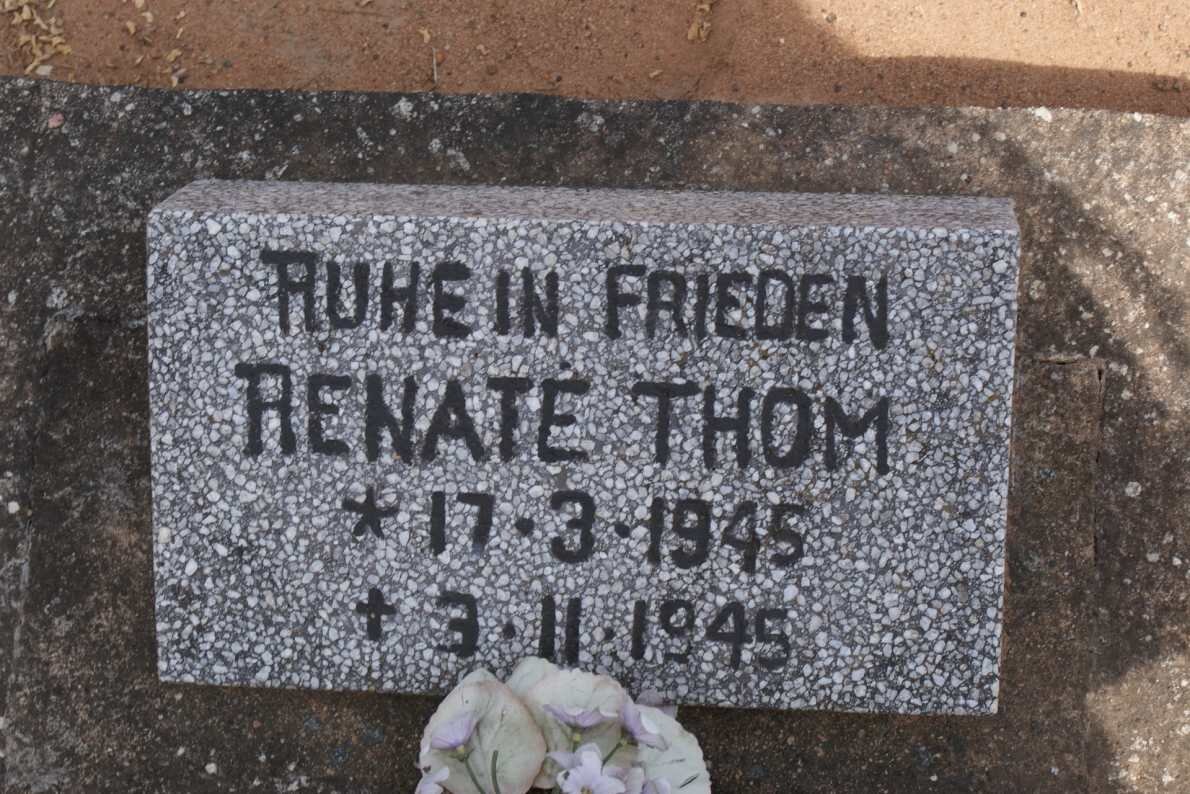 RUHE IN FRIEDEN
RENATE THOM
* 17.3.1945
† 3.11.1945